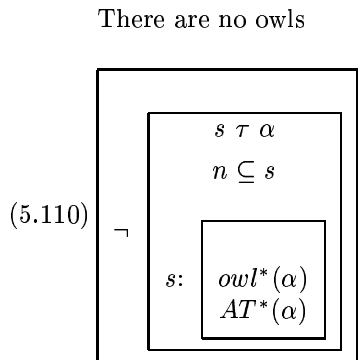 There are no owls
s τ α
n ⊆ s
(5.110)
¬
s: owl*(α)
AT*(α)